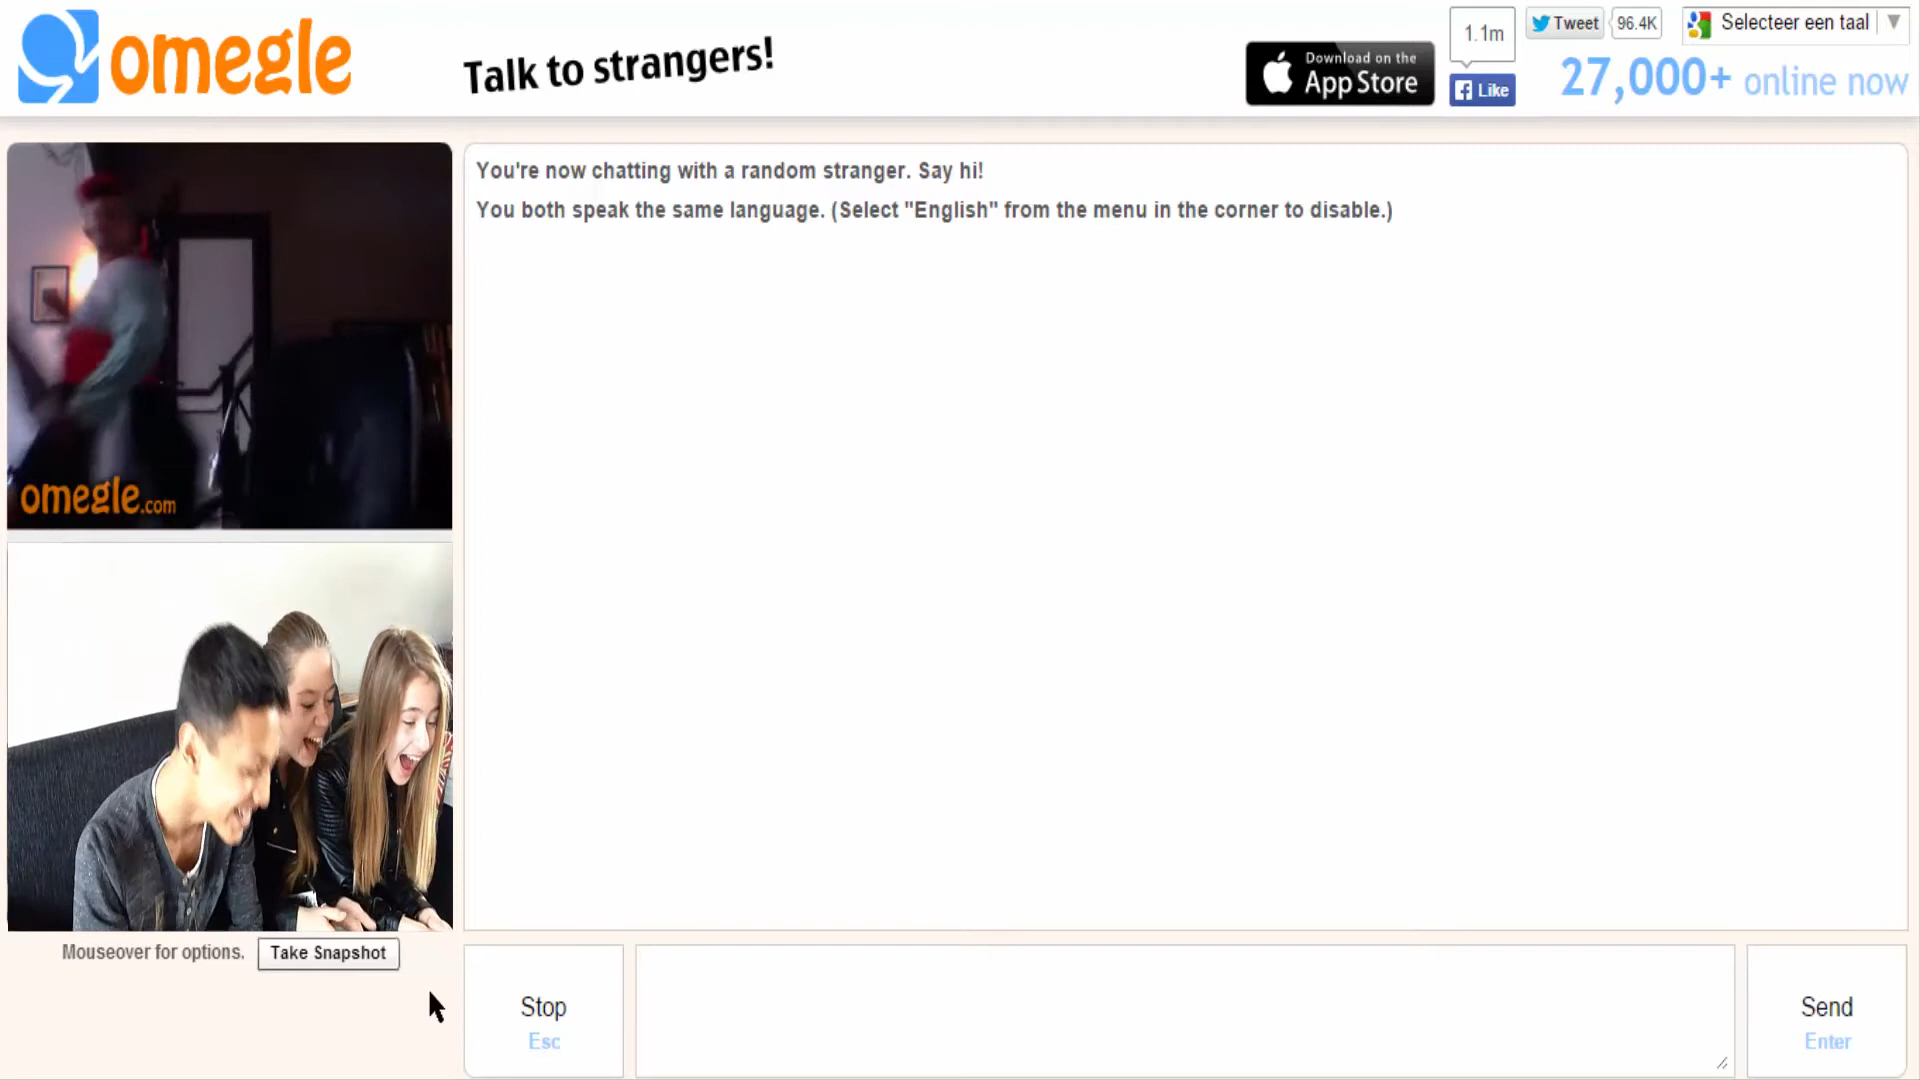 omegle
Talk to strangers!
Download on the
App Store
1.1m
Like
Tweet
96.4K
Selecteer een taal
27,000+ online now
omegle.com
You're now chatting with a random stranger. Say hi!
You both speak the same language. (Select "English" from the menu in the corner to disable.)
Mouseover for options.
Take Snapshot
Stop
Esc
Send
Enter